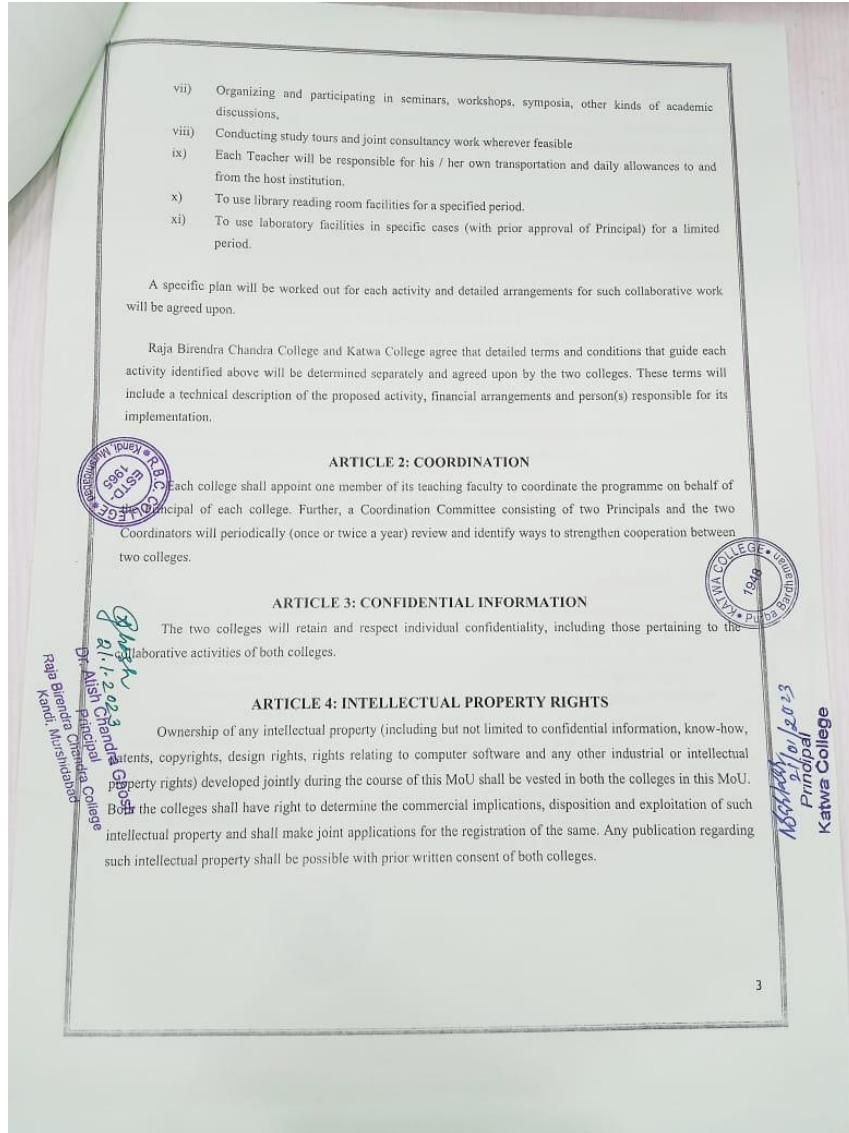 vii) Organizing and participating in seminars, workshops, symposia, other kinds of academic
discussions,
viii) Conducting study tours and joint consultancy work wherever feasible
ix) Each Teacher will be responsible for his / her own transportation and daily allowances to and
from the host institution.
x) To use library reading room facilities for a specified period.
xi) To use laboratory facilities in specific cases (with prior approval of Principal) for a limited
period.
A specific plan will be worked out for each activity and detailed arrangements for such collaborative work
will be agreed upon.
Raja Birendra Chandra College and Katwa College agree that detailed terms and conditions that guide each
activity identified above will be determined separately and agreed upon by the two colleges. These terms will
include a technical description of the proposed activity, financial arrangements and person(s) responsible for its
implementation.
ARTICLE 2: COORDINATION
Each college shall appoint one member of its teaching faculty to coordinate the programme on behalf of
the Principal of each college. Further, a Coordination Committee consisting of two Principals and the two
Coordinators will periodically (once or twice a year) review and identify ways to strengthen cooperation between
two colleges.
ARTICLE 3: CONFIDENTIAL INFORMATION
The two colleges will retain and respect individual confidentiality, including those pertaining to the
collaborative activities of both colleges.
ARTICLE 4: INTELLECTUAL PROPERTY RIGHTS
Ownership of any intellectual property (including but not limited to confidential information, know-how,
patents, copyrights, design rights, rights relating to computer software and any other industrial or intellectual
property rights) developed jointly during the course of this MoU shall be vested in both the colleges in this MoU.
Both the colleges shall have right to determine the commercial implications, disposition and exploitation of such
intellectual property and shall make joint applications for the registration of the same. Any publication regarding
such intellectual property shall be possible with prior written consent of both colleges.
3
R.B.C. COLLEGE
Kandi, Murshidabad
ESTD-
1965
KATWA COLLEGE
Purba Bardhaman
1948
Ghosh
21.1.2023
Dr. Atish Chandra Ghosh
Principal
Raja Birendra Chandra College
Kandi, Murshidabad
21/01/2023
Principal
Katwa College